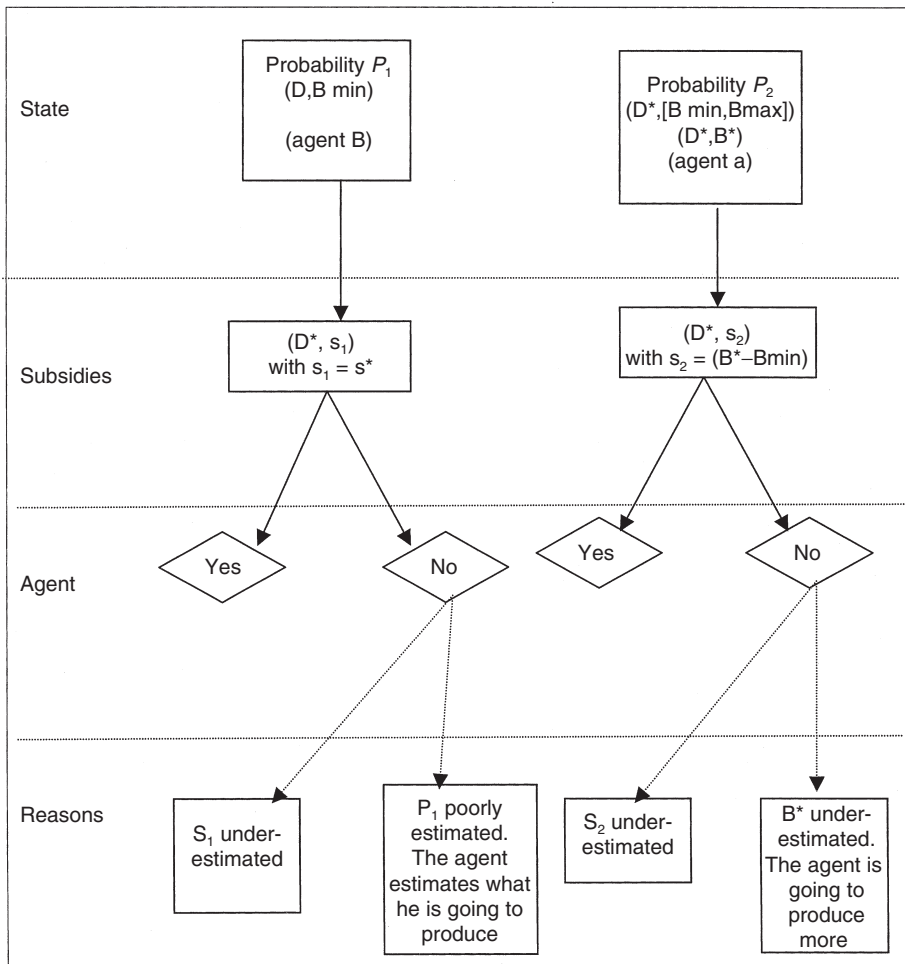 State
Probability P₁
(D,B min)
(agent B)
Probability P₂
(D*,[B min,Bmax])
(D*,B*)
(agent a)
Subsidies
(D*, s₁)
with s₁ = s*
(D*, s₂)
with s₂ = (B*–Bmin)
Agent
Yes
No
Yes
No
Reasons
S₁ under-
estimated
P₁ poorly
estimated.
The agent
estimates what
he is going to
produce
S₂ under-
estimated
B* under-
estimated.
The agent is
going to
produce
more